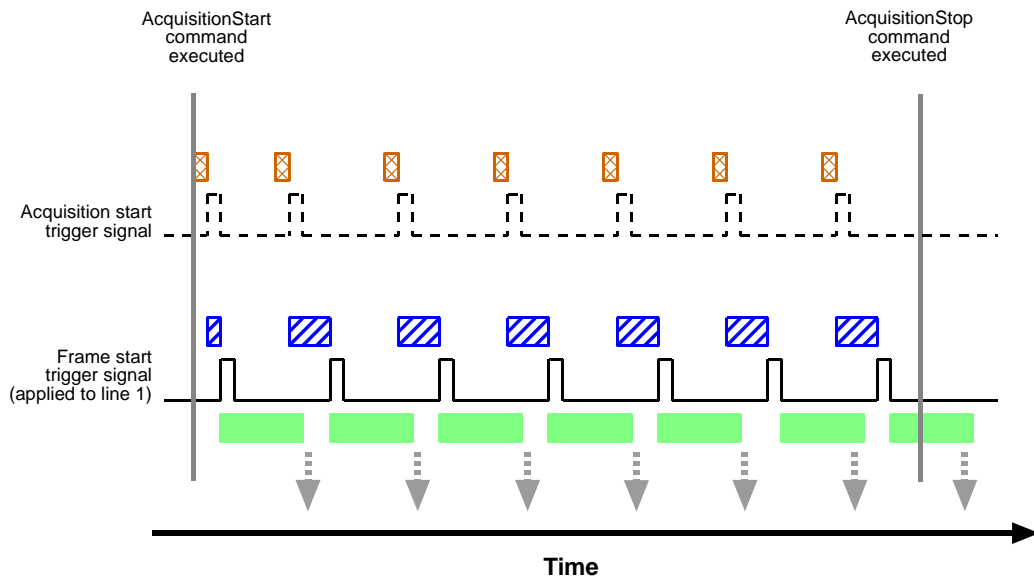 AcquisitionStart
command
executed
AcquisitionStop
command
executed
Acquisition start
trigger signal
Frame start
trigger signal
(applied to line 1)
Time